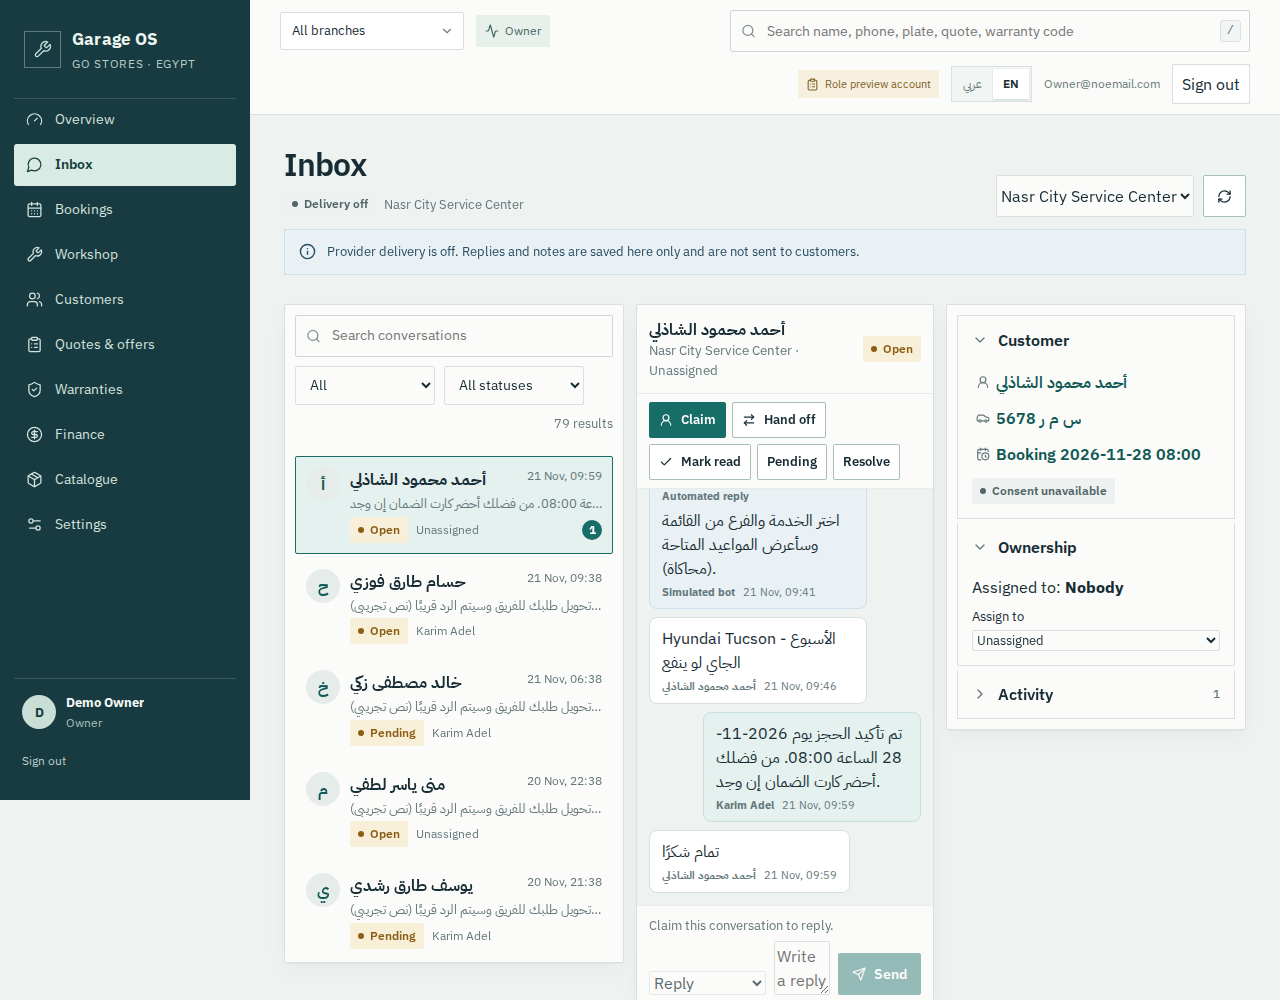 Garage OS
GO STORES · EGYPT
Overview
Inbox
Bookings
Workshop
Customers
Quotes & offers
Warranties
Finance
Catalogue
Settings
D
Demo Owner
Owner
Sign out
All branches
Owner
Search name, phone, plate, quote, warranty code
/
Role preview account
عربي
EN
Owner@noemail.com
Sign out
Inbox
Delivery off
Nasr City Service Center
Nasr City Service Center
Provider delivery is off. Replies and notes are saved here only and are not sent to customers.
Search conversations
All
All statuses
79 results
أ
أحمد محمود الشاذلي
21 Nov, 09:59
...عة 08:00. من فضلك أحضر كارت الضمان إن وجد
Open
Unassigned
1
ح
حسام طارق فوزي
21 Nov, 09:38
...تحويل طلبك للفريق وسيتم الرد قريبًا (نص تجريبي)
Open
Karim Adel
خ
خالد مصطفى زكي
21 Nov, 06:38
...تحويل طلبك للفريق وسيتم الرد قريبًا (نص تجريبي)
Pending
Karim Adel
م
منى ياسر لطفي
20 Nov, 22:38
...تحويل طلبك للفريق وسيتم الرد قريبًا (نص تجريبي)
Open
Unassigned
ي
يوسف طارق رشدي
20 Nov, 21:38
...تحويل طلبك للفريق وسيتم الرد قريبًا (نص تجريبي)
Pending
Karim Adel
أحمد محمود الشاذلي
Nasr City Service Center ·
Unassigned
Open
Claim
Hand off
Mark read
Pending
Resolve
Automated reply
اختر الخدمة والفرع من القائمة
وسأعرض المواعيد المتاحة
(محاكاة).
Simulated bot 21 Nov, 09:41
Hyundai Tucson - الأسبوع
الجاي لو ينفع
أحمد محمود الشاذلي 21 Nov, 09:46
تم تأكيد الحجز يوم 2026-11-
28 الساعة 08:00. من فضلك
أحضر كارت الضمان إن وجد.
Karim Adel 21 Nov, 09:59
تمام شكرًا
أحمد محمود الشاذلي 21 Nov, 09:59
Claim this conversation to reply.
Reply
Write
a reply
Send
Customer
أحمد محمود الشاذلي
س م ر 5678
Booking 2026-11-28 08:00
Consent unavailable
Ownership
Assigned to: Nobody
Assign to
Unassigned
Activity
1